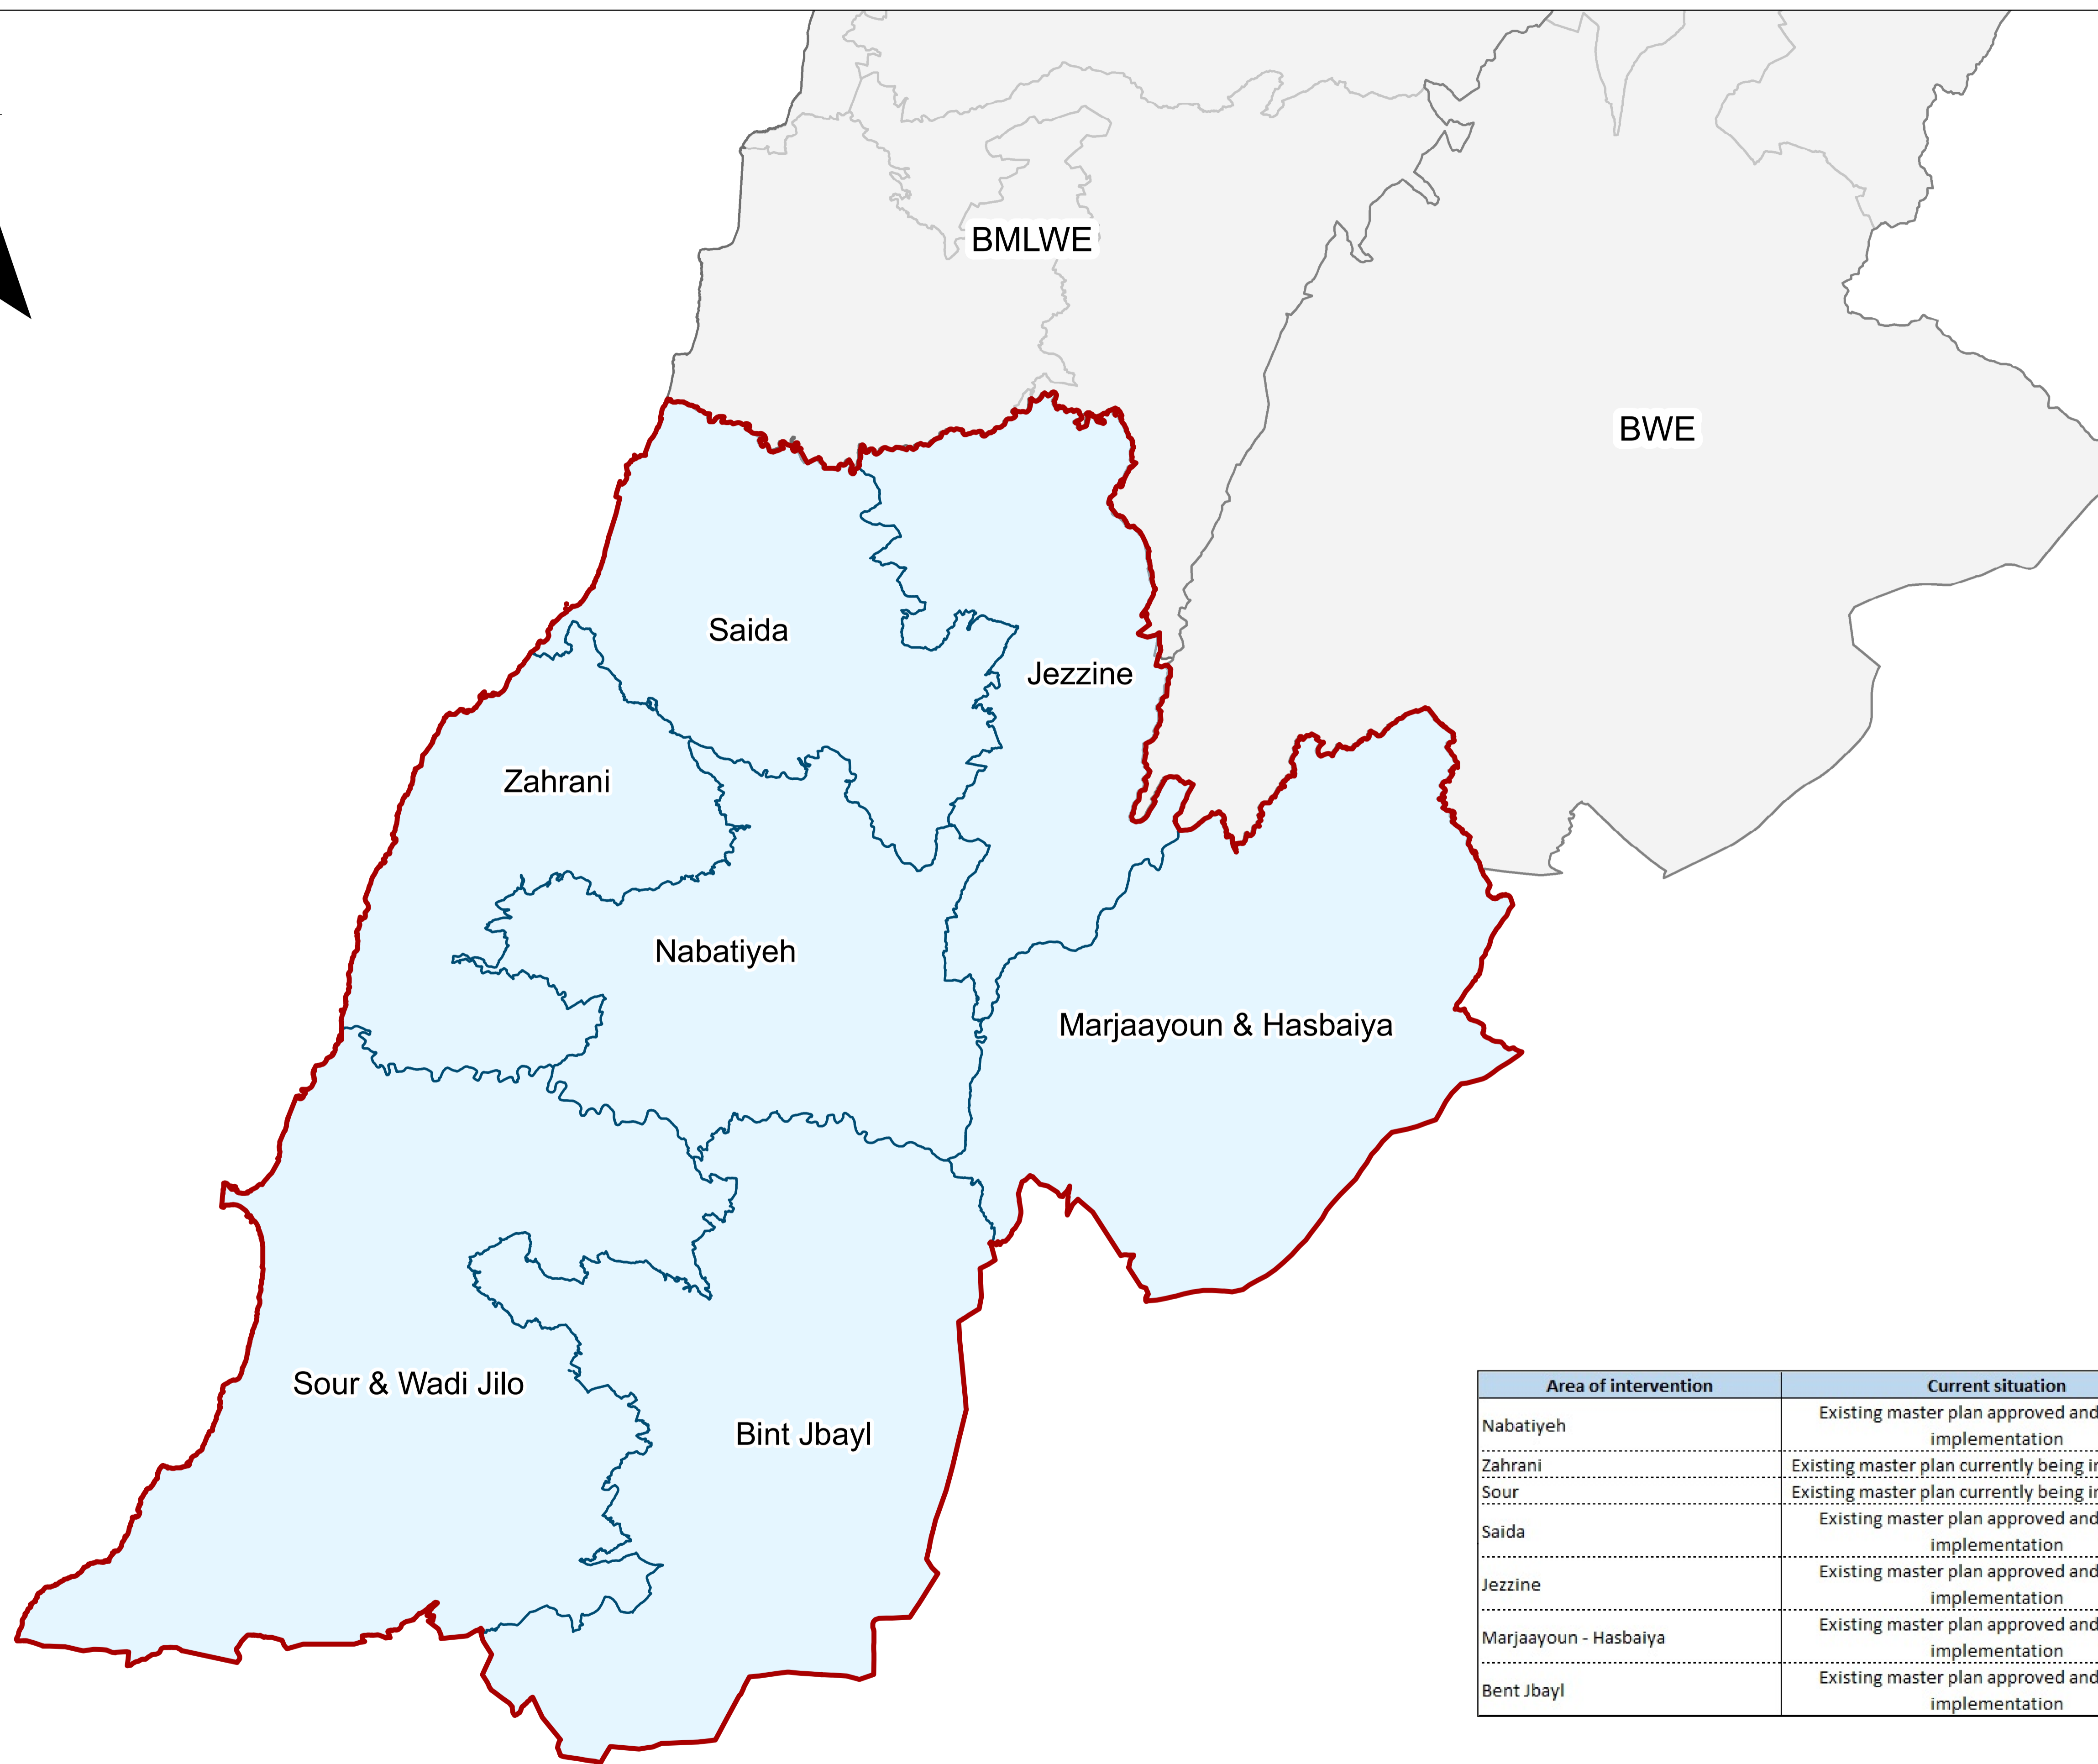 BMLWE
BWE
Saida
Jezzine
Zahrani
Nabatiyeh
Marjaayoun & Hasbaiya
Sour & Wadi Jilo
Bint Jbayl
Area of intervention Current situation
Nabatiyeh Existing master plan approved and
implementation
Zahrani Existing master plan currently being
Sour Existing master plan currently being
Saida Existing master plan approved and
implementation
Jezzine Existing master plan approved and
implementation
Marjaayoun - Hasbaiya Existing master plan approved and
implementation
Bent Jbayl Existing master plan approved and
implementation